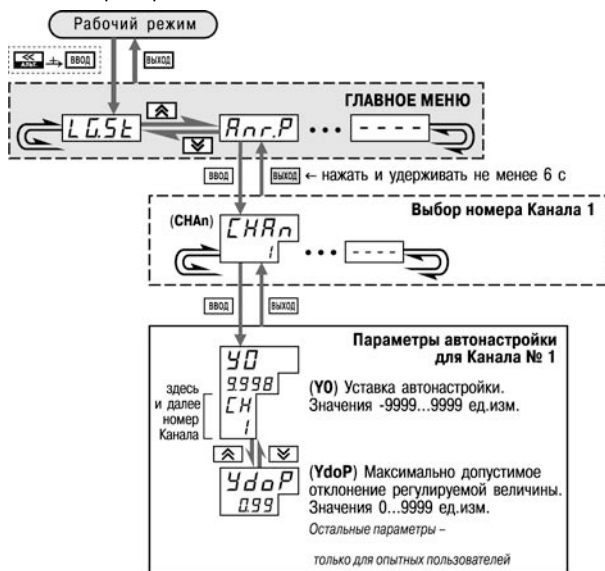 Рабочий режим
<<
АЛЬТ.
ВВОД
ВЫХОД
ГЛАВНОЕ МЕНЮ
LG.St
Anr.P
• • •
- - - -
ВВОД
ВЫХОД
← нажать и удерживать не менее 6 с
Выбор номера Канала 1
(CHAn)
CHAn
1
• • •
- - - -
ВВОД
ВЫХОД
Параметры автонастройки
для Канала № 1
Y0
9.998
CH
1
здесь
и далее
номер
Канала
(Y0) Уставка автонастройки.
Значения -9999...9999 ед.изм.
YdoP
0.99
(YdoP) Максимально допустимое
отклонение регулируемой величины.
Значения 0...9999 ед.изм.
Остальные параметры –
только для опытных пользователей